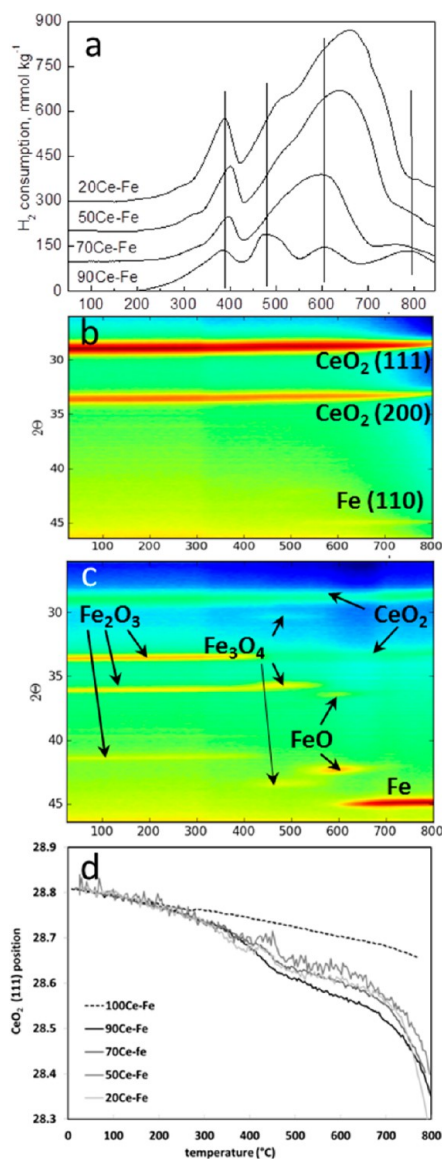 a
H2 consumption, mmol kg-1
900
750
600
450
300
150
0
20Ce-Fe
50Ce-Fe
70Ce-Fe
90Ce-Fe
100 200 300 400 500 600 700 800
b
2Θ
30
35
40
45
CeO2 (111)
CeO2 (200)
Fe (110)
100 200 300 400 500 600 700 800
c
2Θ
30
35
40
45
Fe2O3
Fe3O4
CeO2
FeO
Fe
100 200 300 400 500 600 700 800
d
CeO2 (111) position
28.9
28.8
28.7
28.6
28.5
28.4
28.3
100Ce-Fe
90Ce-Fe
70Ce-fe
50Ce-Fe
20Ce-Fe
0 100 200 300 400 500 600 700 800
temperature (°C)